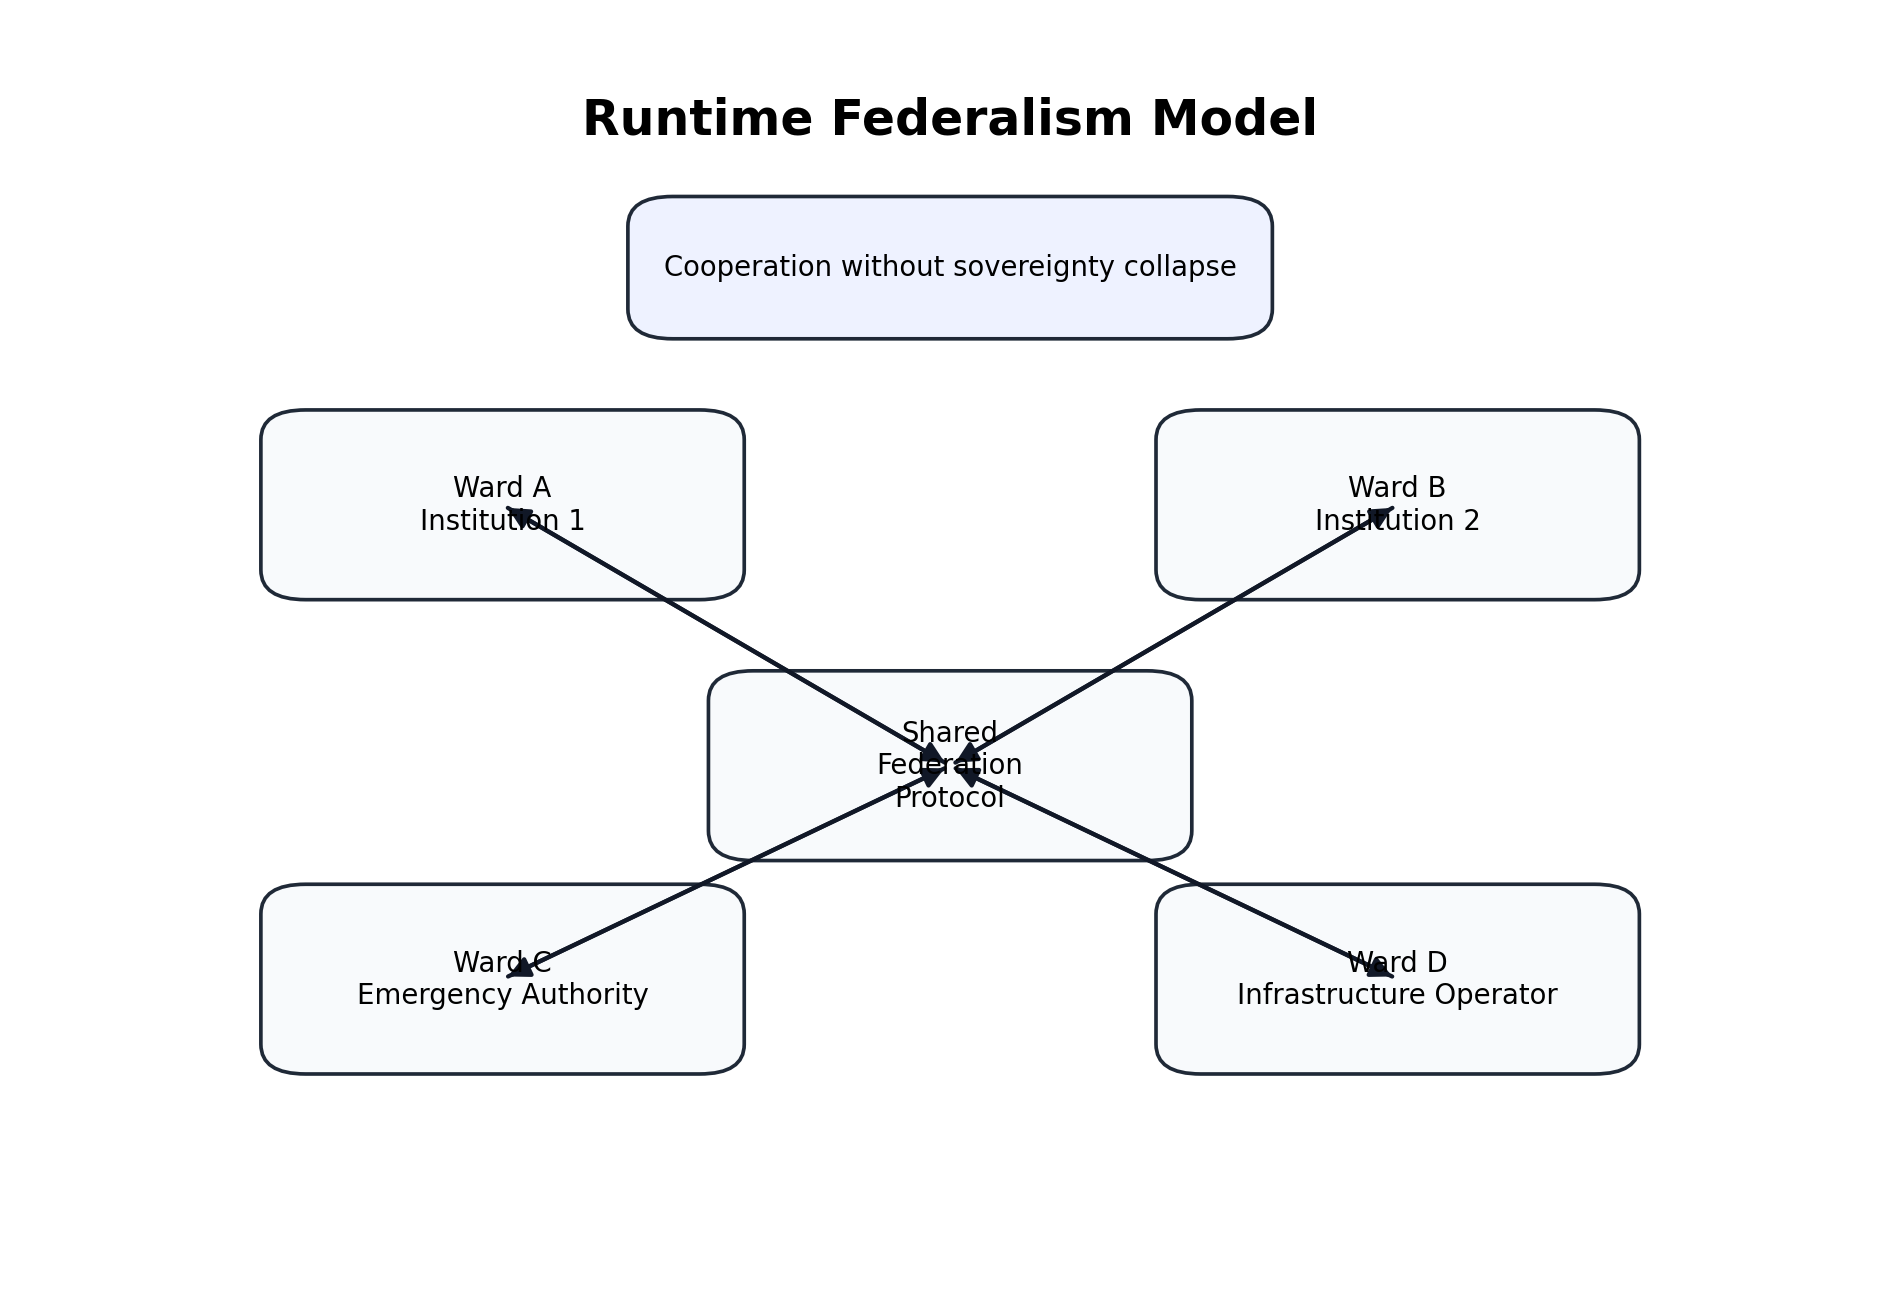 Runtime Federalism Model
Cooperation without sovereignty collapse
Ward A
Institution 1
Ward B
Institution 2
Shared
Federation
Protocol
Ward C
Emergency Authority
Ward D
Infrastructure Operator